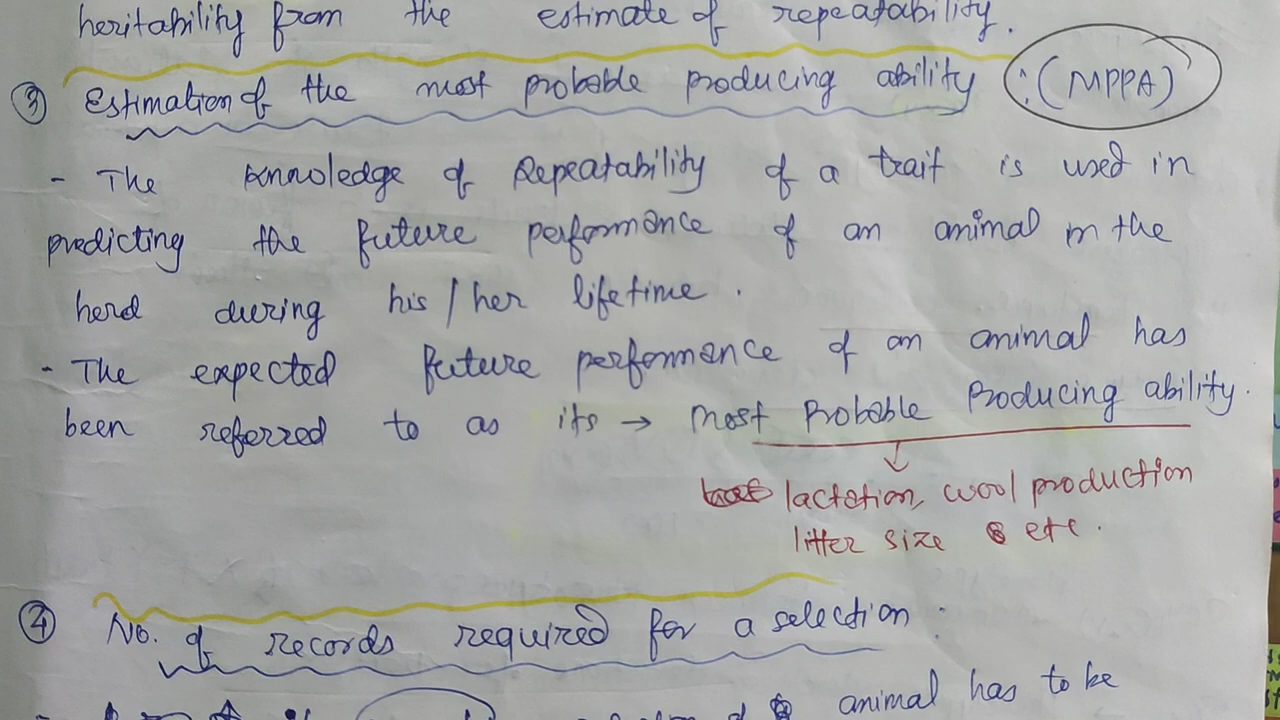 heritability from the estimate of repeatability.
③ Estimation of the most probable producing ability :(MPPA)
- The knowledge of Repeatability of a trait is used in
predicting the future performance of an animal in the
herd during his/her lifetime.
- The expected future performance of an animal has
been referred to as its → Most Probable Producing ability.
lactation, wool production
litter size etc.
④ No. of records required for a selection :
animal has to be